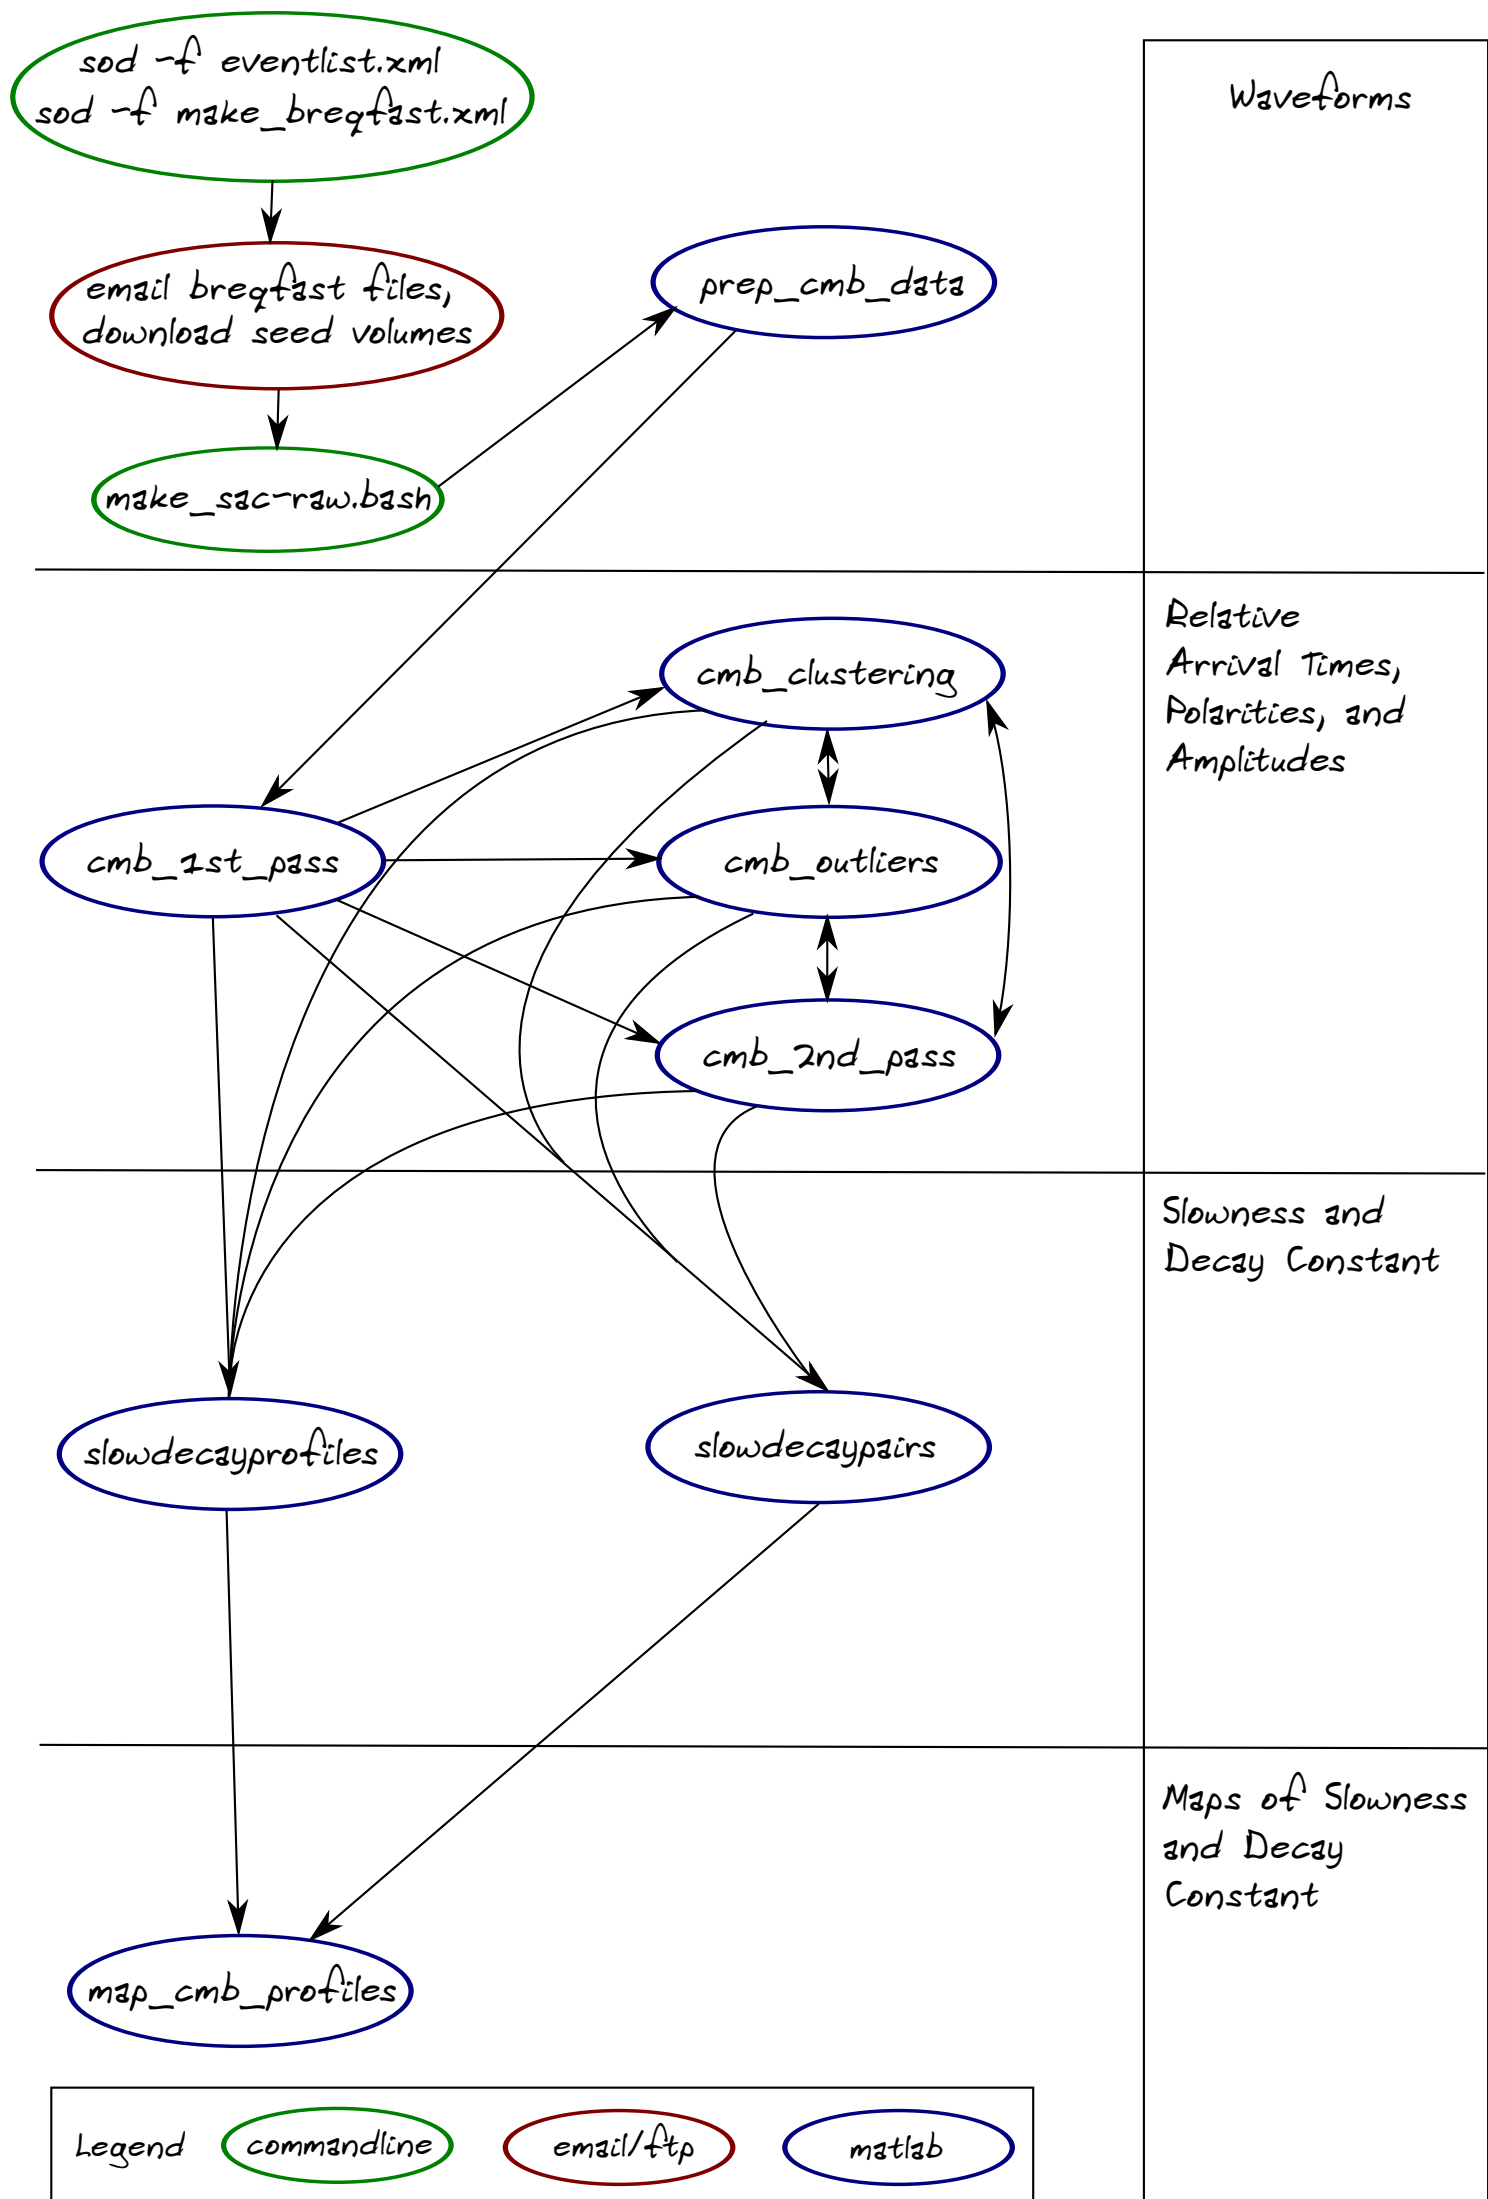 sod -f eventlist.xml
sod -f make_breqfast.xml
Waveforms
email breqfast files,
download seed volumes
prep_cmb_data
make_sac-raw.bash
Relative
Arrival Times,
Polarities, and
Amplitudes
cmb_clustering
cmb_1st_pass
cmb_outliers
cmb_2nd_pass
Slowness and
Decay Constant
slowdecayprofiles
slowdecaypairs
Maps of Slowness
and Decay
Constant
map_cmb_profiles
Legend
commandline
email/ftp
matlab